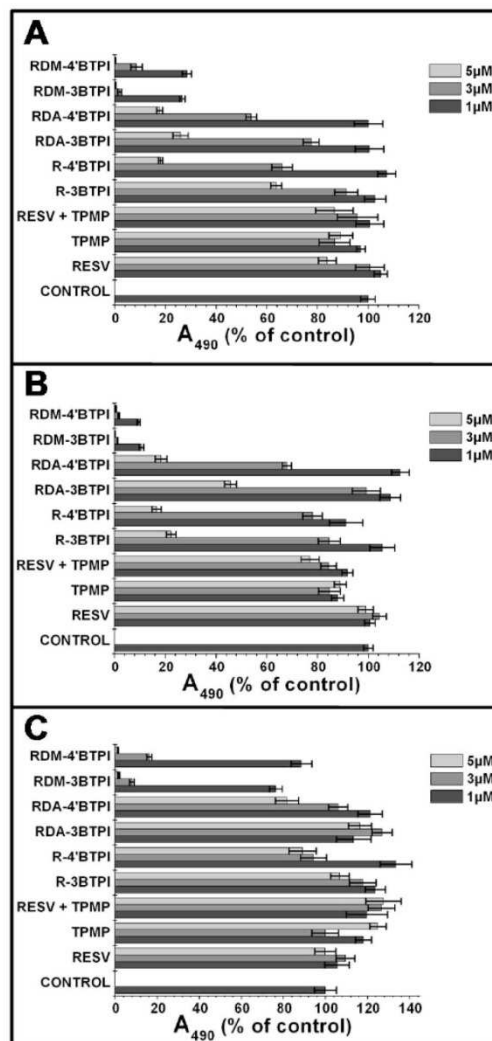 A
RDM-4'BTPI
RDM-3BTPI
RDA-4'BTPI
RDA-3BTPI
R-4'BTPI
R-3BTPI
RESV + TPMP
TPMP
RESV
CONTROL
5µM
3µM
1µM
0 20 40 60 80 100 120
A490 (% of control)
B
RDM-4'BTPI
RDM-3BTPI
RDA-4'BTPI
RDA-3BTPI
R-4'BTPI
R-3BTPI
RESV + TPMP
TPMP
RESV
CONTROL
5µM
3µM
1µM
0 20 40 60 80 100 120
A490 (% of control)
C
RDM-4'BTPI
RDM-3BTPI
RDA-4'BTPI
RDA-3BTPI
R-4'BTPI
R-3BTPI
RESV + TPMP
TPMP
RESV
CONTROL
5µM
3µM
1µM
0 20 40 60 80 100 120 140
A490 (% of control)